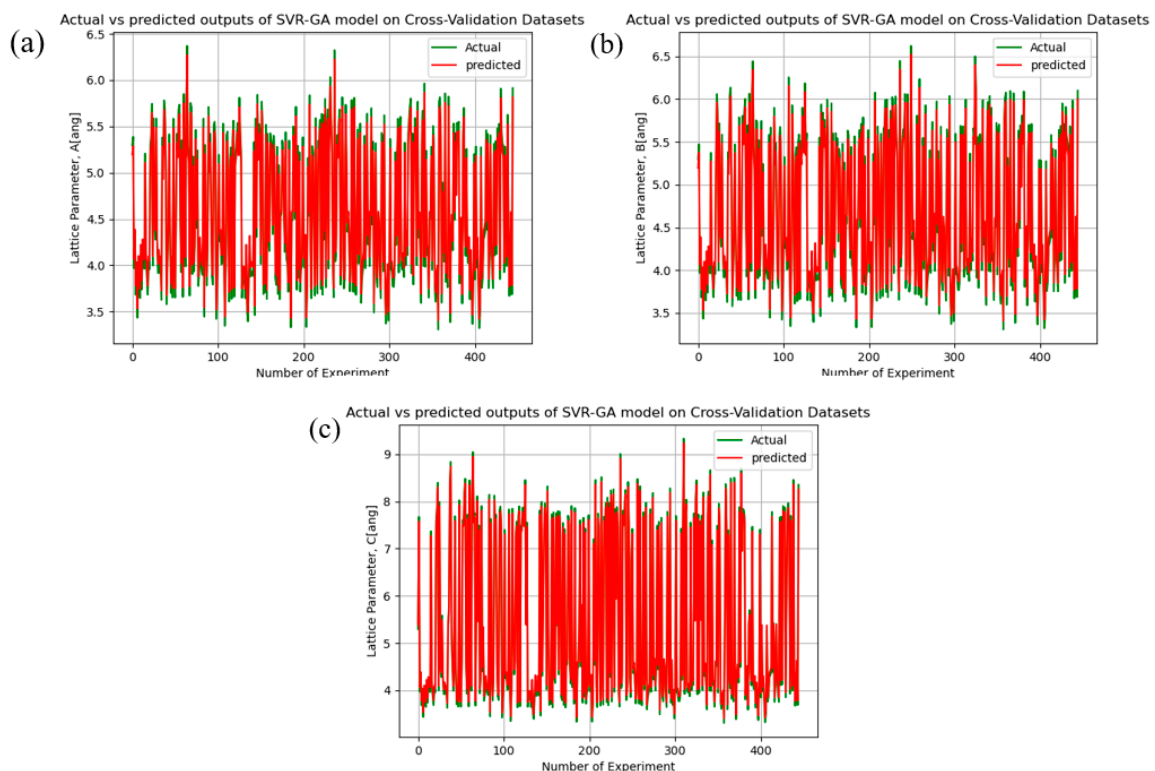 (a)
Actual vs predicted outputs of SVR-GA model on Cross-Validation Datasets
Actual
predicted
Lattice Parameter, A[ang]
6.5
6.0
5.5
5.0
4.5
4.0
3.5
0 100 200 300 400
Number of Experiment
(b)
Actual vs predicted outputs of SVR-GA model on Cross-Validation Datasets
Actual
predicted
Lattice Parameter, B[ang]
6.5
6.0
5.5
5.0
4.5
4.0
3.5
0 100 200 300 400
Number of Experiment
(c)
Actual vs predicted outputs of SVR-GA model on Cross-Validation Datasets
Actual
predicted
Lattice Parameter, C[ang]
9
8
7
6
5
4
0 100 200 300 400
Number of Experiment